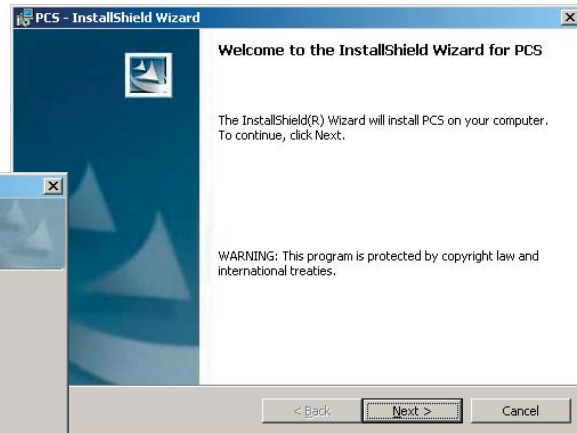 PCS - InstallShield Wizard
Welcome to the InstallShield Wizard for PCS
The InstallShield(R) Wizard will install PCS on your computer.
To continue, click Next.
WARNING: This program is protected by copyright law and
international treaties.
< Back
Next >
Cancel